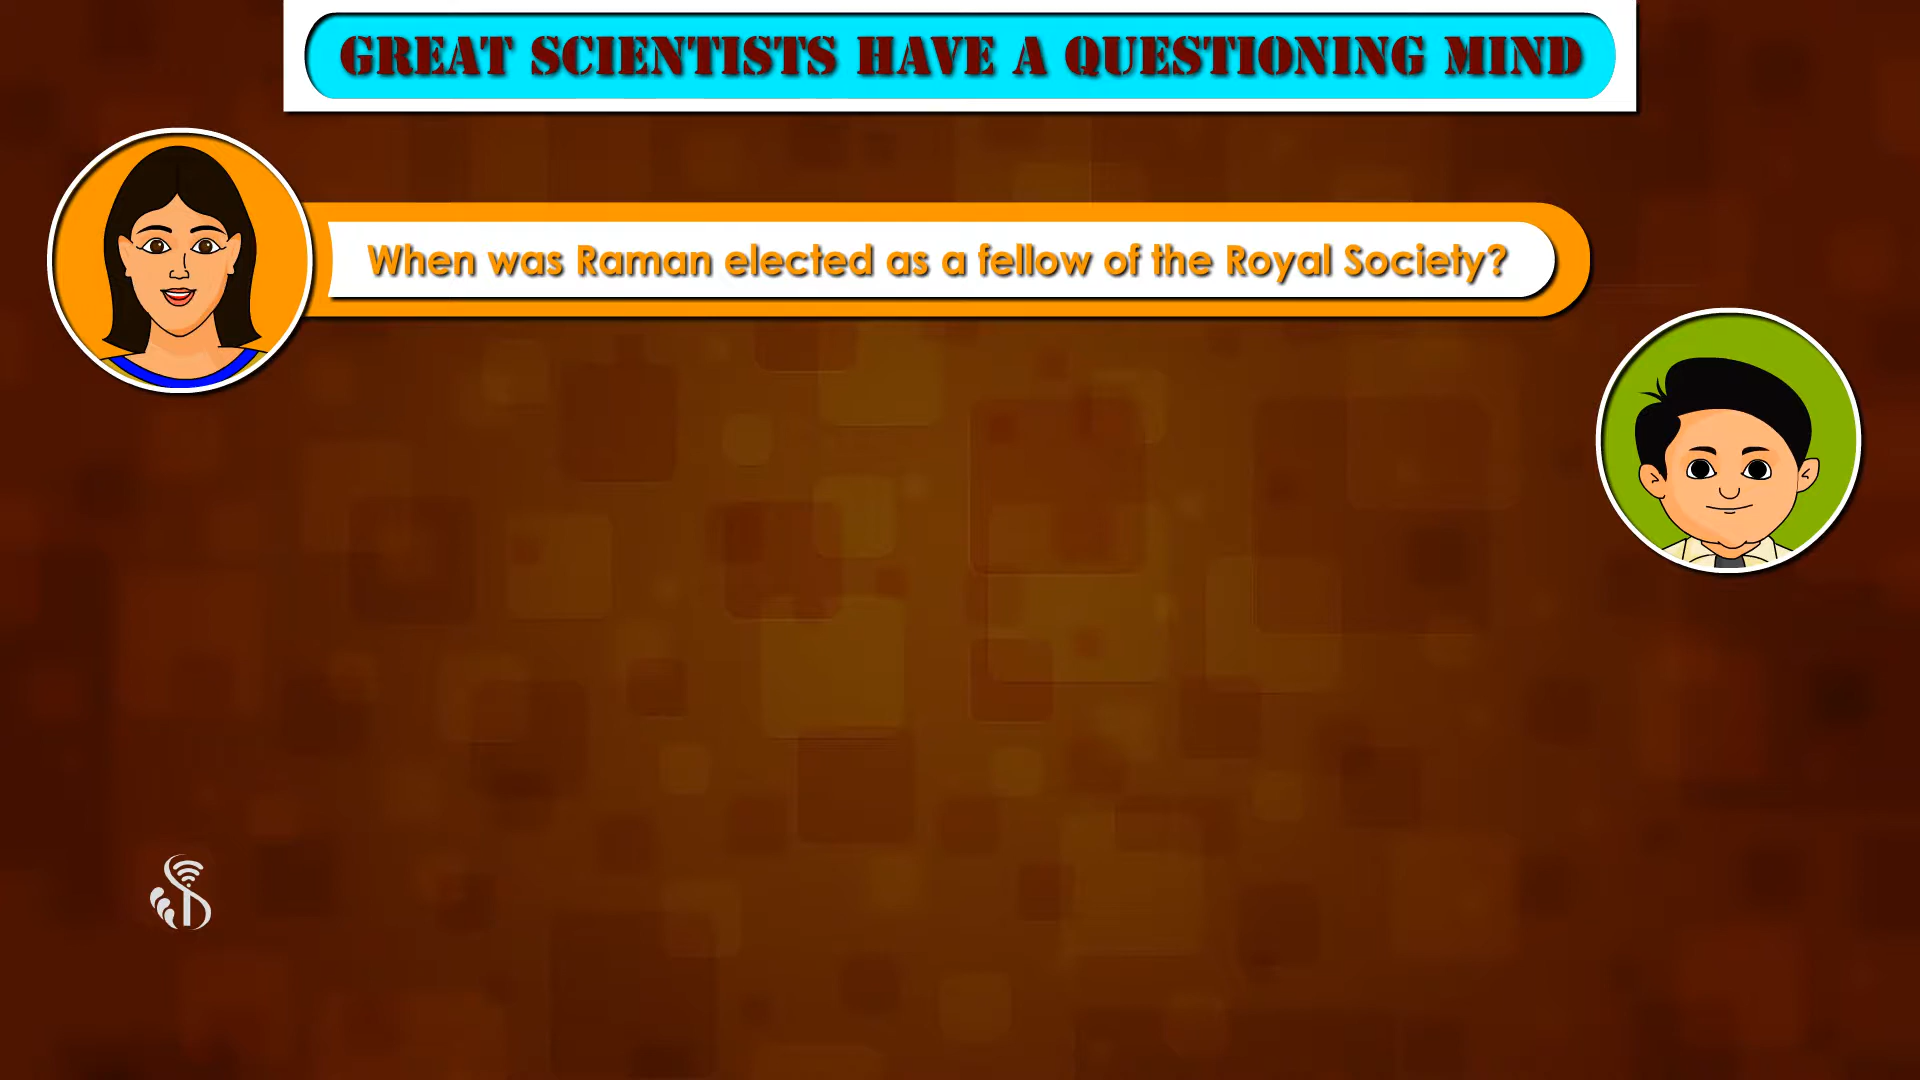 GREAT SCIENTISTS HAVE A QUESTIONING MIND
When was Raman elected as a fellow of the Royal Society?